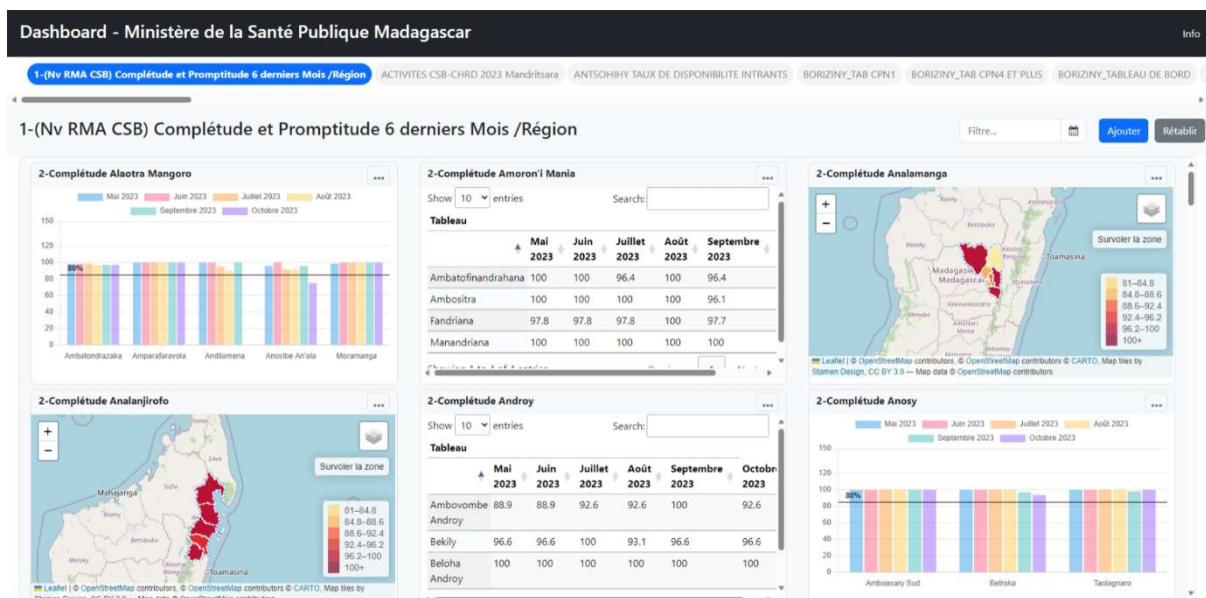 Dashboard - Ministère de la Santé Publique Madagascar
Info
1-(Nv RMA CSB) Complétude et Promptitude 6 derniers Mois /Région
ACTIVITES CSB-CHRD 2023 Mandritsara
ANTSOHIHY TAUX DE DISPONIBILITE INTRANTS
BORIZINY_TAB CPN1
BORIZINY_TAB CPN4 ET PLUS
BORIZINY_TABLEAU DE BORD
1-(Nv RMA CSB) Complétude et Promptitude 6 derniers Mois /Région
Filtre...
Ajouter
Rétablir
2-Complétude Alaotra Mangoro
...
Mai 2023 Juin 2023 Juillet 2023 Août 2023
Septembre 2023 Octobre 2023
150
120
100
80
60
40
20
0
80%
Ambatondrazaka Amparafaravola Andilamena Anosibe An'ala Moramanga
2-Complétude Amoron'i Mania
...
Show 10 entries
Search:
Tableau
Mai 2023 Juin 2023 Juillet 2023 Août 2023 Septembre 2023
Ambatofinandrahana 100 100 96.4 100 96.4
Ambositra 100 100 100 100 96.1
Fandriana 97.8 97.8 97.8 100 97.7
Manandriana 100 100 100 100 100
2-Complétude Analamanga
...
+
−
Survoler la zone
Betsiboka
Toamasina
Madagasikara
Madagascar
81–84.8
84.8–88.6
88.6–92.4
92.4–96.2
96.2–100
100+
Leaflet | © OpenStreetMap contributors, © OpenStreetMap contributors © CARTO, Map tiles by
Stamen Design, CC BY 3.0 — Map data © OpenStreetMap contributors
2-Complétude Analanjirofo
...
+
−
Survoler la zone
Sava
Mahajanga
Sofia
Boeny
Betsiboka
Melaky
Toamasina
81–84.8
84.8–88.6
88.6–92.4
92.4–96.2
96.2–100
100+
Leaflet | © OpenStreetMap contributors, © OpenStreetMap contributors © CARTO, Map tiles by
2-Complétude Androy
...
Show 10 entries
Search:
Tableau
Mai 2023 Juin 2023 Juillet 2023 Août 2023 Septembre 2023 Octobr 2023
Ambovombe Androy 88.9 88.9 92.6 92.6 100 92.6
Bekily 96.6 96.6 100 93.1 96.6 96.6
Beloha Androy 100 100 100 100 100 100
2-Complétude Anosy
...
Mai 2023 Juin 2023 Juillet 2023 Août 2023
Septembre 2023 Octobre 2023
150
120
100
80
60
40
20
0
80%
Amboasary Sud Betroka Taolagnaro